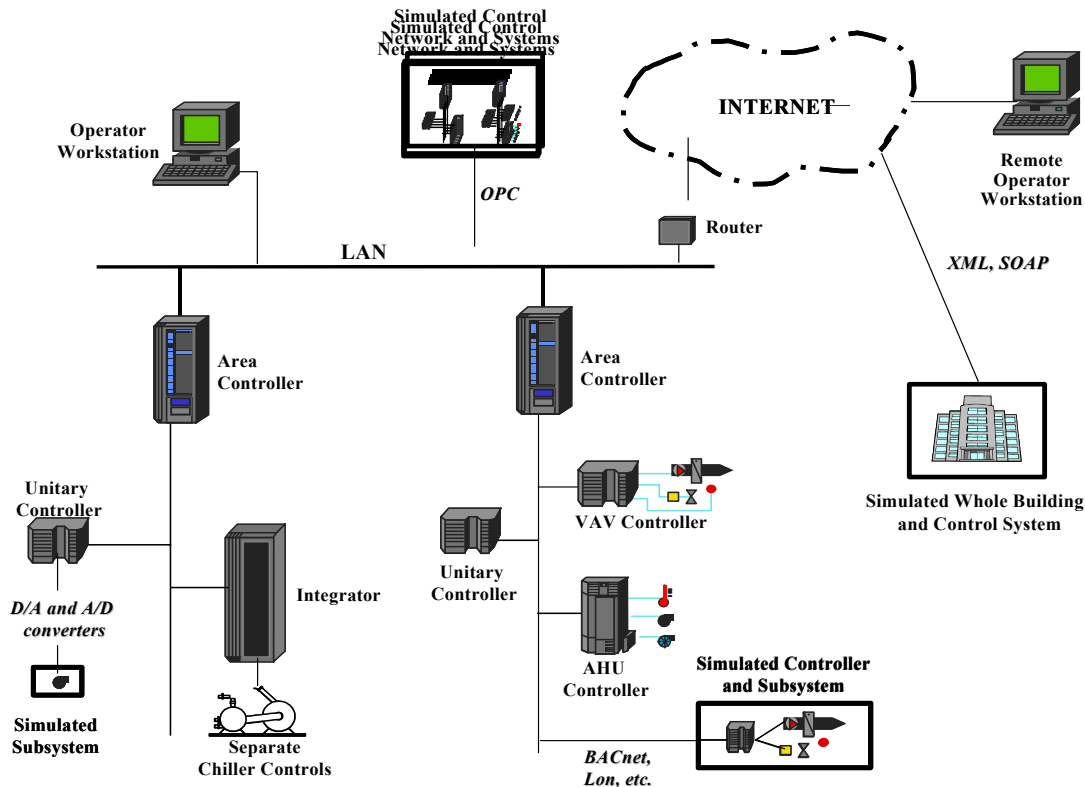 Simulated Control
Simulated Control
Network and Systems
Network and Systems
INTERNET
Operator
Workstation
Remote
Operator
Workstation
OPC
Router
LAN
XML, SOAP
Area
Controller
Area
Controller
Unitary
Controller
VAV Controller
Simulated Whole Building
and Control System
Unitary
Controller
Integrator
D/A and A/D
converters
AHU
Controller
Simulated Controller
and Subsystem
Simulated
Subsystem
Separate
Chiller Controls
BACnet,
Lon, etc.